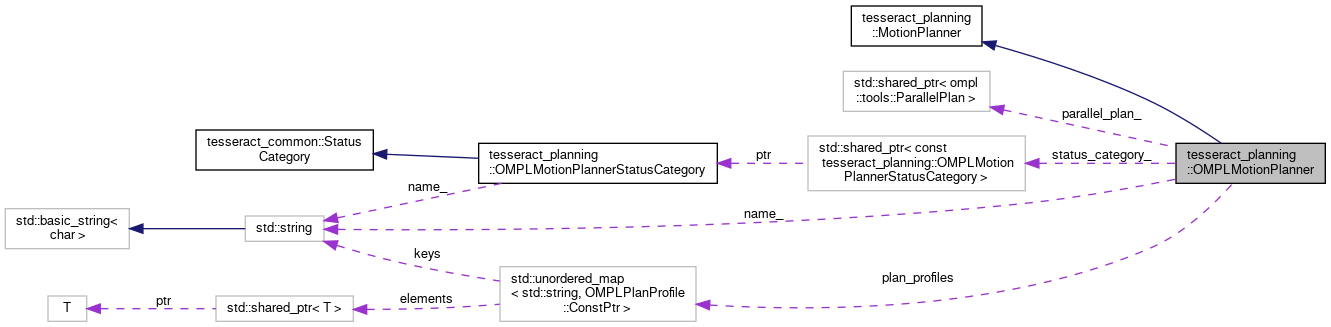 tesseract_planning
::MotionPlanner
std::shared_ptr< ompl
::tools::ParallelPlan >
parallel_plan_
tesseract_common::Status
Category
tesseract_planning
::OMPLMotionPlannerStatusCategory
ptr
std::shared_ptr< const
tesseract_planning::OMPLMotion
PlannerStatusCategory >
status_category_
tesseract_planning
::OMPLMotionPlanner
name_
name_
std::basic_string<
char >
std::string
keys
plan_profiles
std::unordered_map
< std::string, OMPLPlanProfile
::ConstPtr >
elements
std::shared_ptr< T >
ptr
T